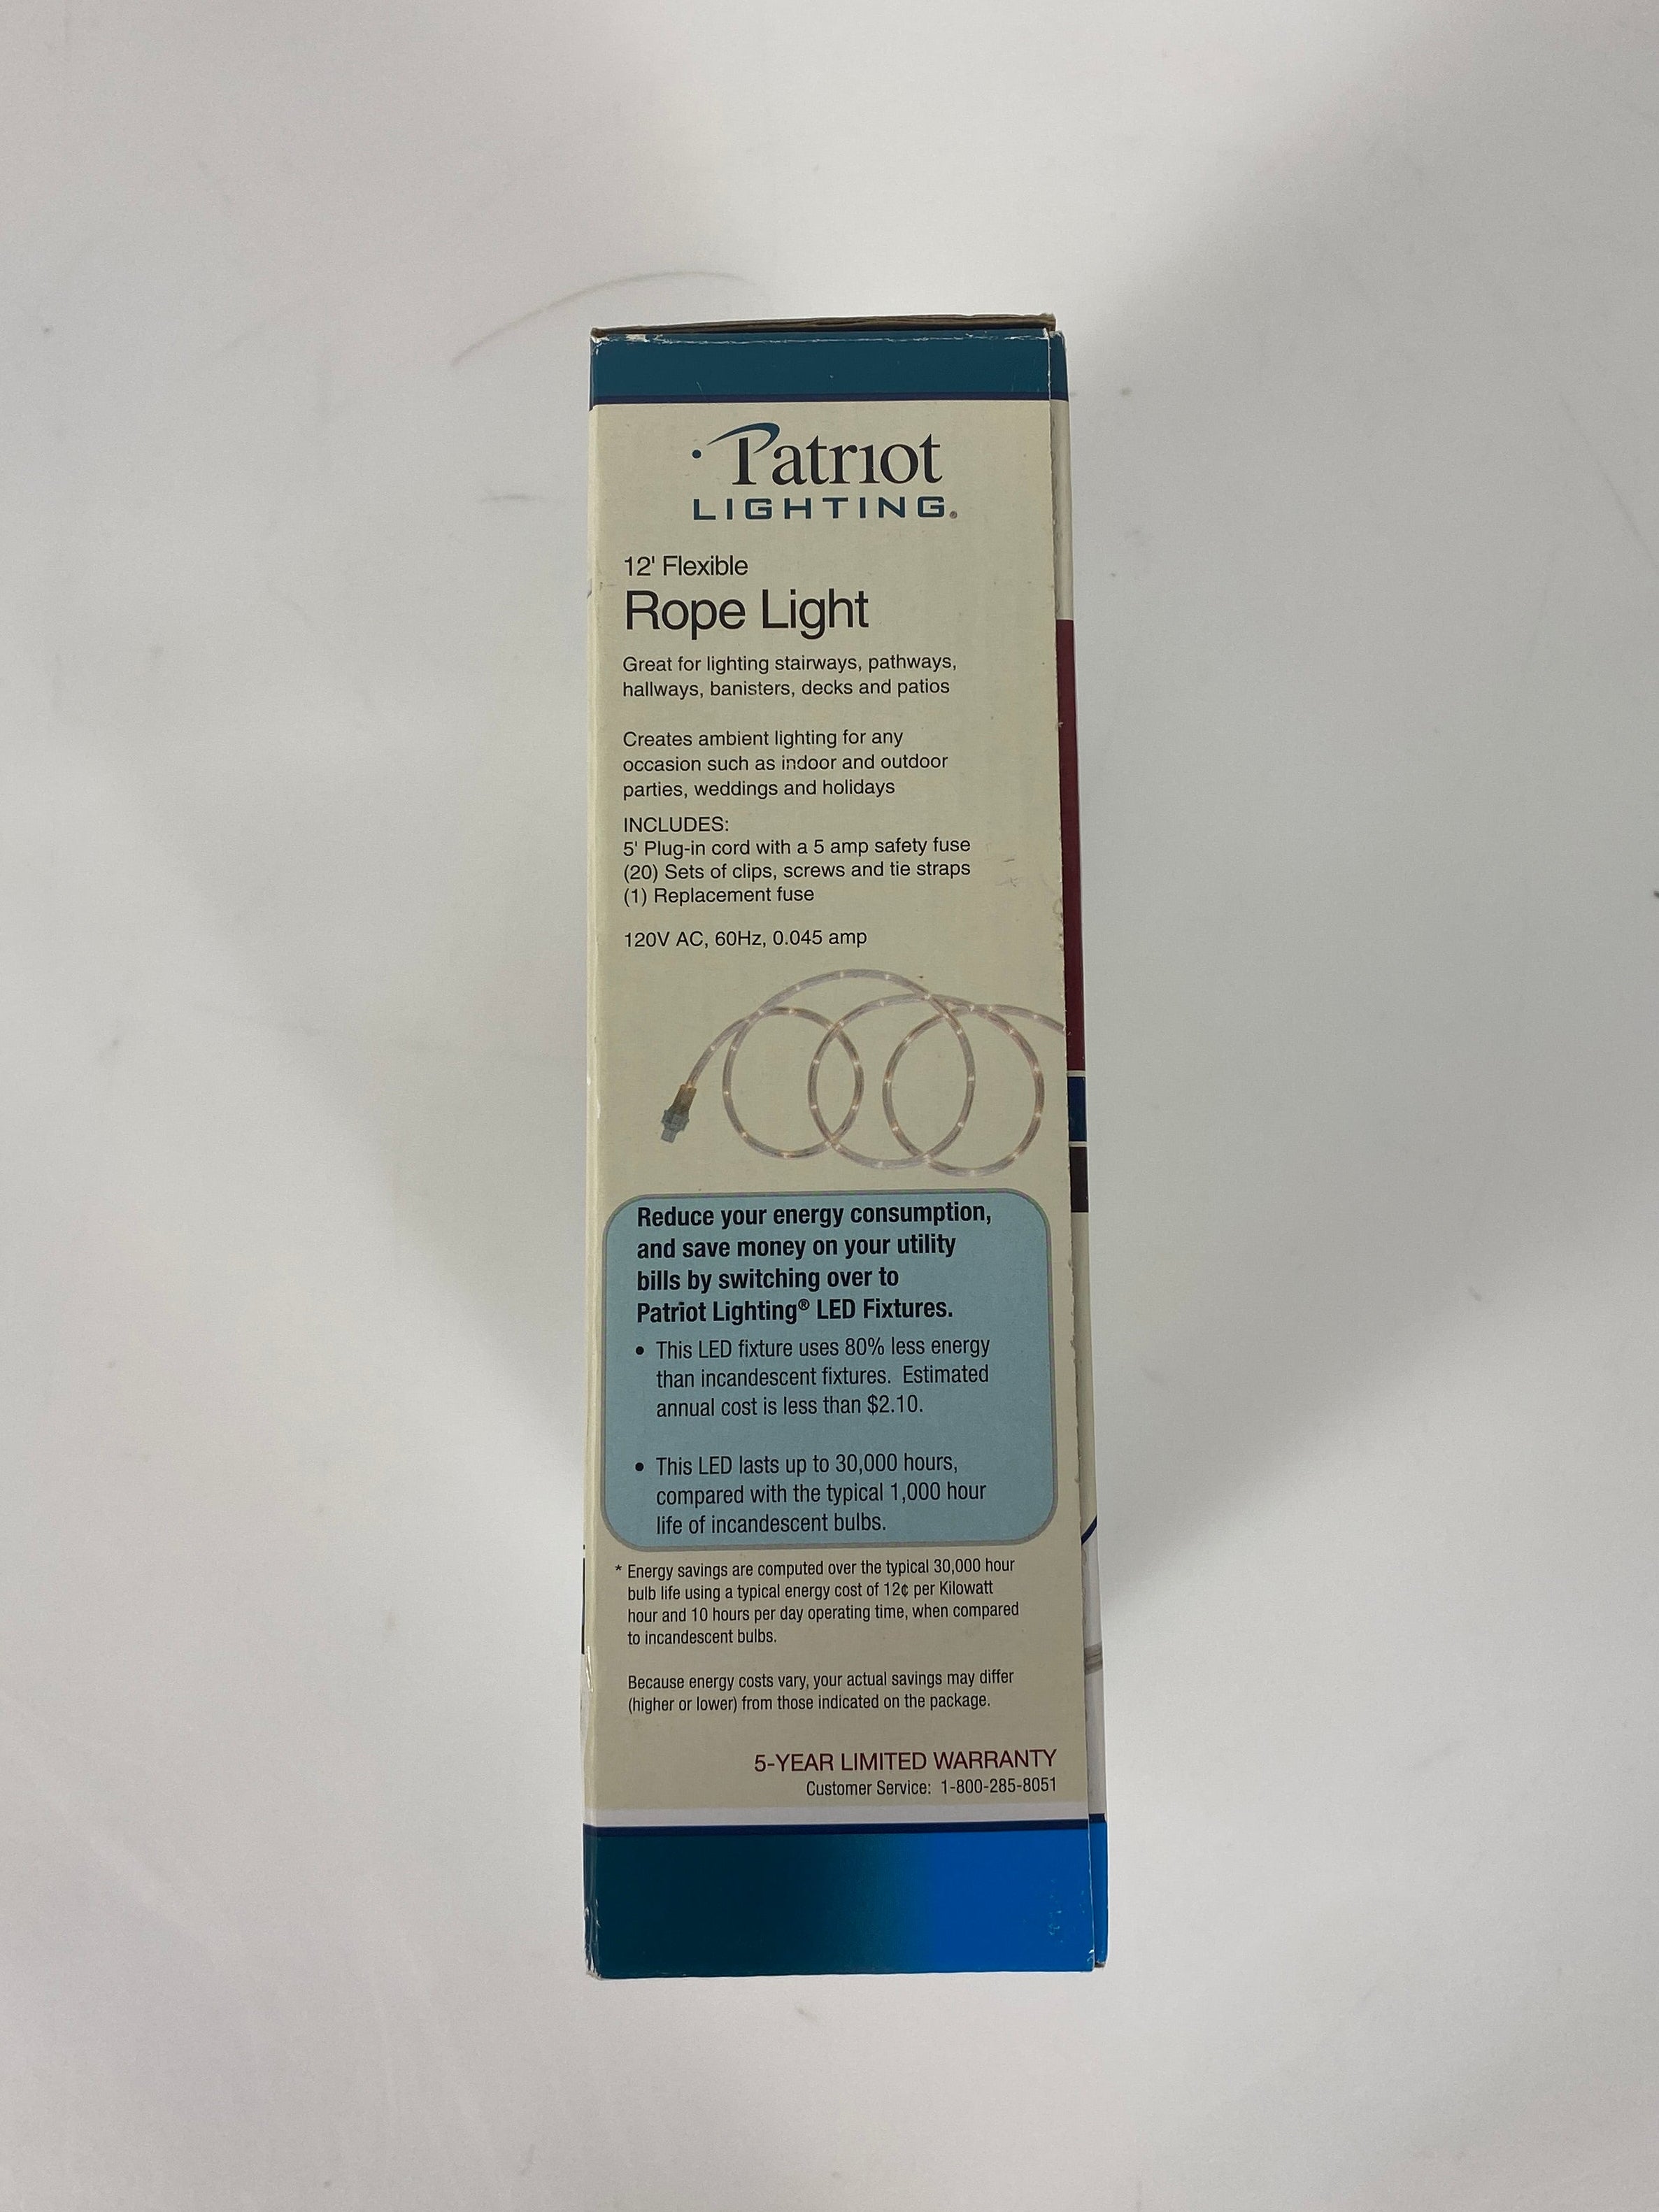 Patriot
LIGHTING®
12' Flexible
Rope Light
Great for lighting stairways, pathways,
hallways, banisters, decks and patios
Creates ambient lighting for any
occasion such as indoor and outdoor
parties, weddings and holidays
INCLUDES:
5' Plug-in cord with a 5 amp safety fuse
(20) Sets of clips, screws and tie straps
(1) Replacement fuse
120V AC, 60Hz, 0.045 amp
Reduce your energy consumption,
and save money on your utility
bills by switching over to
Patriot Lighting® LED Fixtures.
• This LED fixture uses 80% less energy
than incandescent fixtures. Estimated
annual cost is less than $2.10.
• This LED lasts up to 30,000 hours,
compared with the typical 1,000 hour
life of incandescent bulbs.
* Energy savings are computed over the typical 30,000 hour
bulb life using a typical energy cost of 12¢ per Kilowatt
hour and 10 hours per day operating time, when compared
to incandescent bulbs.
Because energy costs vary, your actual savings may differ
(higher or lower) from those indicated on the package.
5-YEAR LIMITED WARRANTY
Customer Service: 1-800-285-8051